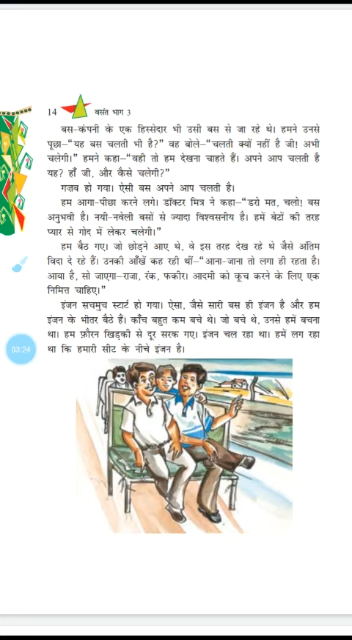 14 वसंत भाग 3
बस-कंपनी के एक हिस्सेदार भी उसी बस से जा रहे थे। हमने उनसे
पूछा–“यह बस चलती भी है?” वह बोले–“चलती क्यों नहीं है जी! अभी
चलेगी।” हमने कहा–“वही तो हम देखना चाहते हैं। अपने आप चलती है
यह? हाँ जी, और कैसे चलेगी?”
गज़ब हो गया। ऐसी बस अपने आप चलती है।
हम आगा-पीछा करने लगे। डॉक्टर मित्र ने कहा–“डरो मत, चलो! बस
अनुभवी है। नयी-नवेली बसों से ज़्यादा विश्वसनीय है। हमें बेटों की तरह
प्यार से गोद में लेकर चलेगी।”
हम बैठ गए। जो छोड़ने आए थे, वे इस तरह देख रहे थे जैसे अंतिम
विदा दे रहे हैं। उनकी आँखें कह रही थीं–“आना-जाना तो लगा ही रहता है।
आया है, सो जाएगा–राजा, रंक, फकीर। आदमी को कूच करने के लिए एक
निमित्त चाहिए।”
इंजन सचमुच स्टार्ट हो गया। ऐसा, जैसे सारी बस ही इंजन है और हम
इंजन के भीतर बैठे हैं। काँच बहुत कम बचे थे। जो बचे थे, उनसे हमें बचना
था। हम फ़ौरन खिड़की से दूर सरक गए। इंजन चल रहा था। हमें लग रहा
था कि हमारी सीट के नीचे इंजन है।
03:24